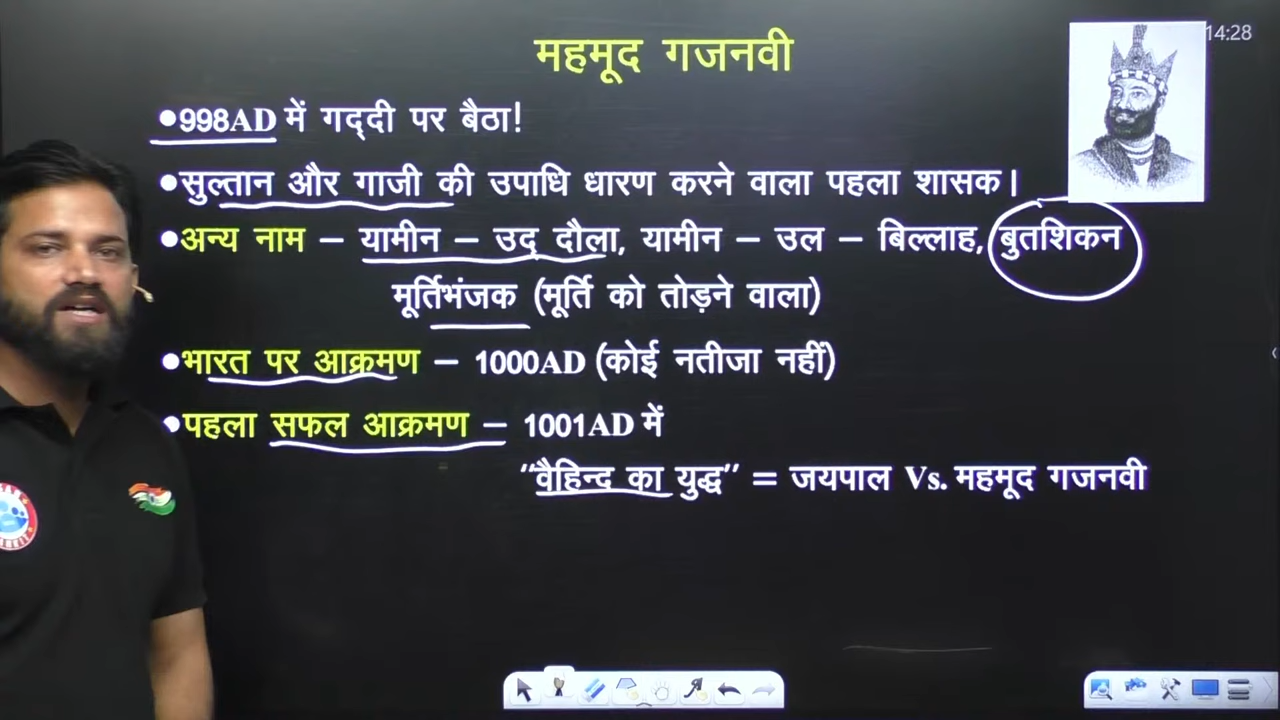 महमूद गजनवी
14:28
•998AD में गद्दी पर बैठा!
•सुल्तान और गाजी की उपाधि धारण करने वाला पहला शासक।
•अन्य नाम – यामीन – उद् दौला, यामीन – उल – बिल्लाह, बुतशिकन
मूर्तिभंजक (मूर्ति को तोड़ने वाला)
•भारत पर आक्रमण – 1000AD (कोई नतीजा नहीं)
•पहला सफल आक्रमण – 1001AD में
“वैहिन्द का युद्ध” = जयपाल Vs. महमूद गजनवी